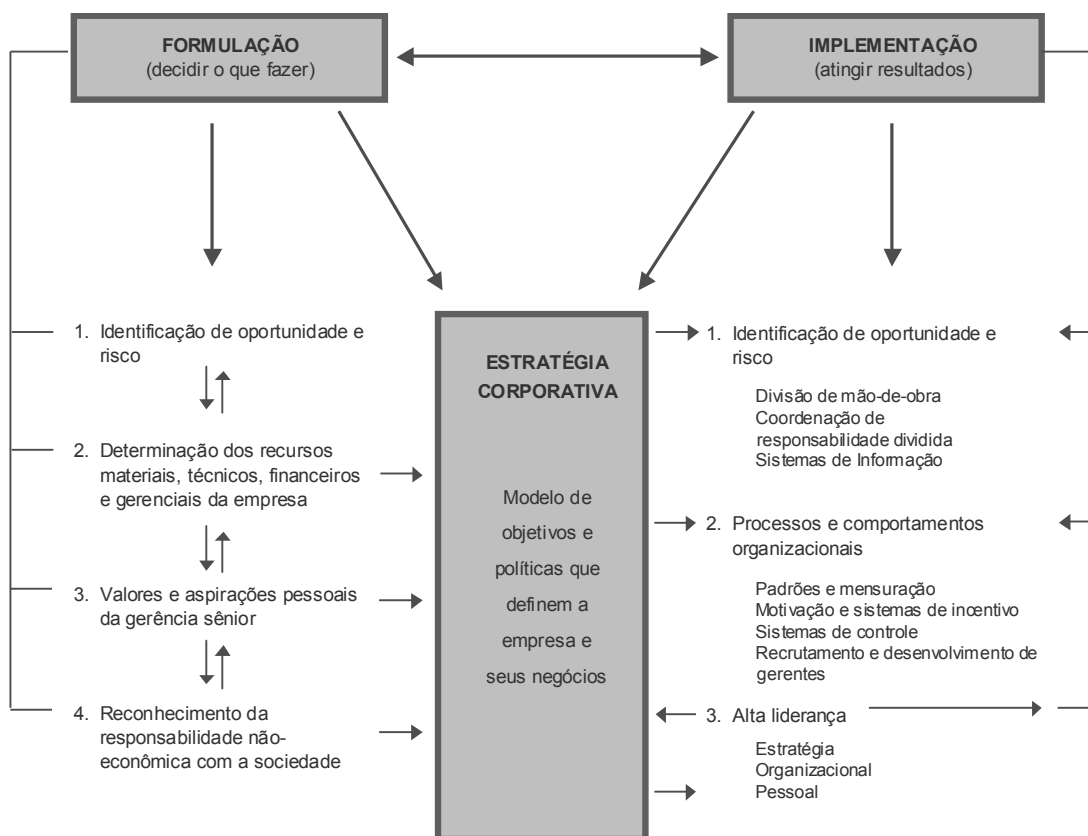 FORMULAÇÃO
(decidir o que fazer)
IMPLEMENTAÇÃO
(atingir resultados)
1. Identificação de oportunidade e
risco
2. Determinação dos recursos
materiais, técnicos, financeiros
e gerenciais da empresa
3. Valores e aspirações pessoais
da gerência sênior
4. Reconhecimento da
responsabilidade não-
econômica com a sociedade
ESTRATÉGIA
CORPORATIVA
Modelo de
objetivos e
políticas que
definem a
empresa e
seus negócios
1. Identificação de oportunidade e
risco
Divisão de mão-de-obra
Coordenação de
responsabilidade dividida
Sistemas de Informação
2. Processos e comportamentos
organizacionais
Padrões e mensuração
Motivação e sistemas de incentivo
Sistemas de controle
Recrutamento e desenvolvimento de
gerentes
3. Alta liderança
Estratégia
Organizacional
Pessoal